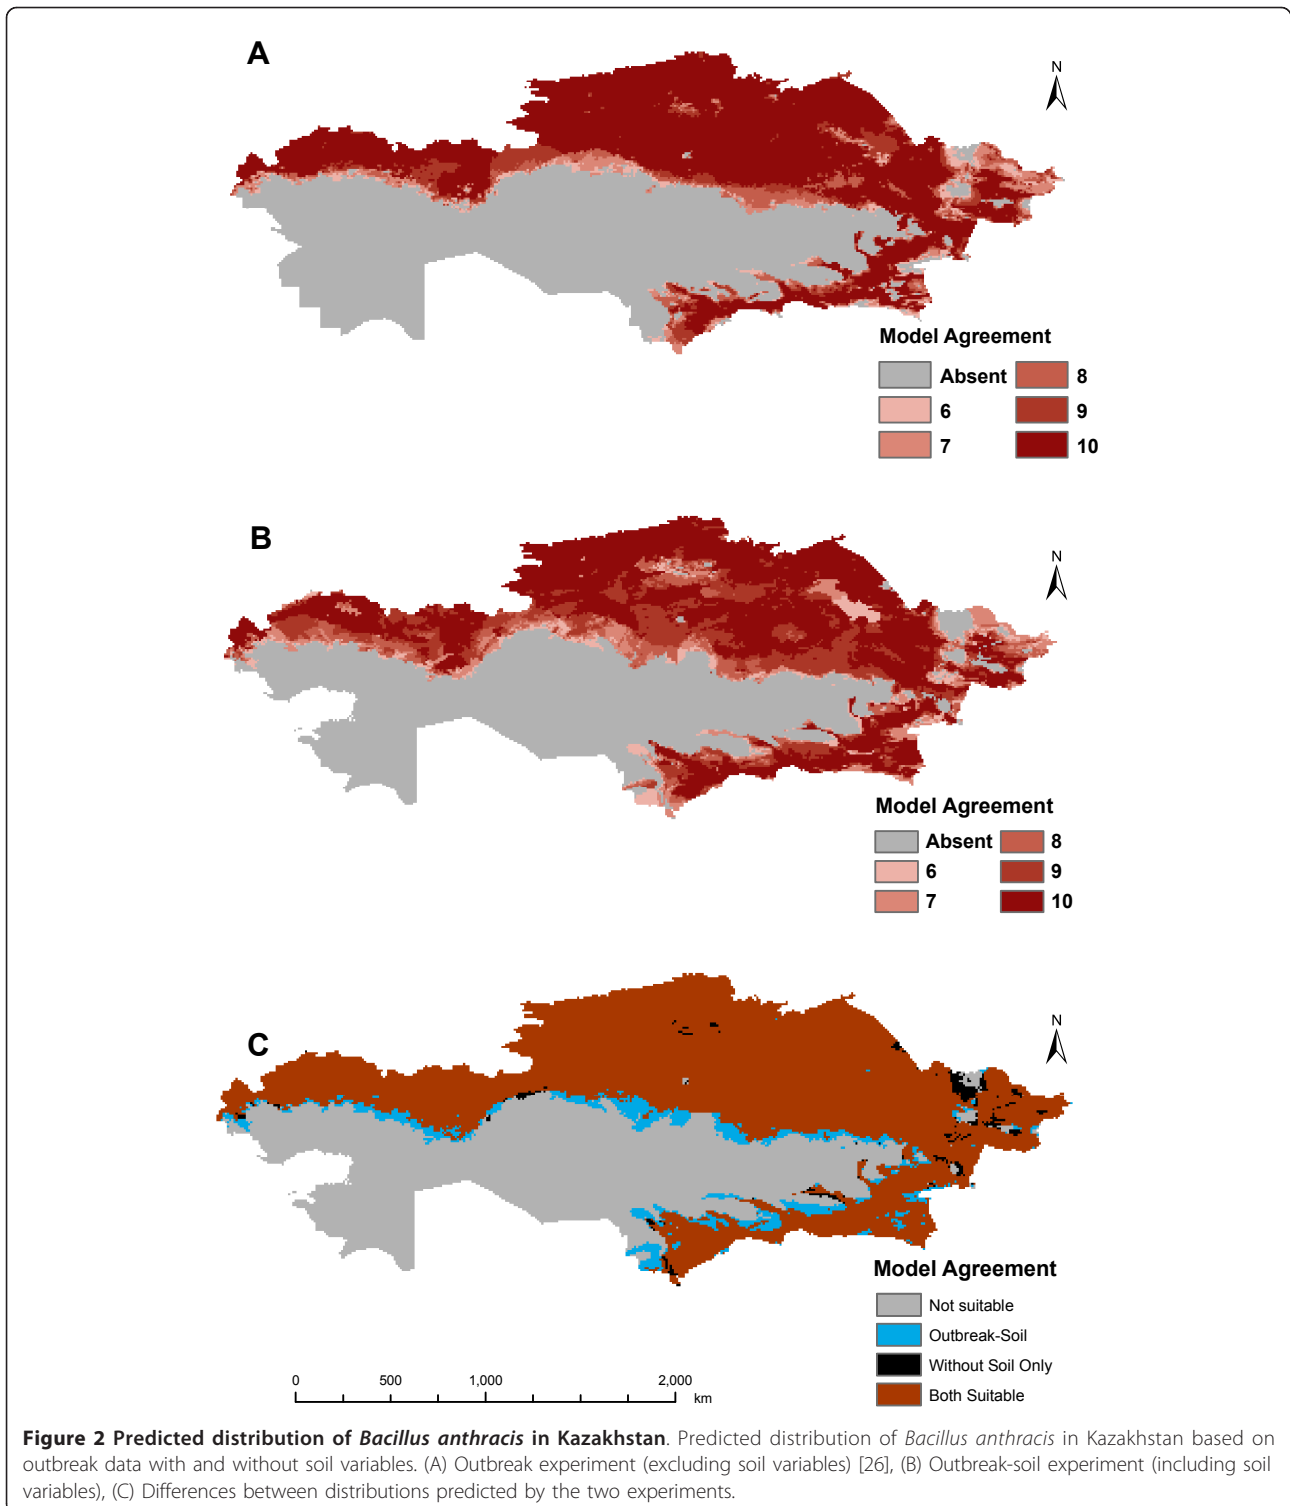 A
N
Model Agreement
Absent 8
6 9
7 10
B
N
Model Agreement
Absent 8
6 9
7 10
C
N
Model Agreement
Not suitable
Outbreak-Soil
Without Soil Only
Both Suitable
0 500 1,000 2,000
km
Figure 2 Predicted distribution of Bacillus anthracis in Kazakhstan. Predicted distribution of Bacillus anthracis in Kazakhstan based on
outbreak data with and without soil variables. (A) Outbreak experiment (excluding soil variables) [26], (B) Outbreak-soil experiment (including soil
variables), (C) Differences between distributions predicted by the two experiments.